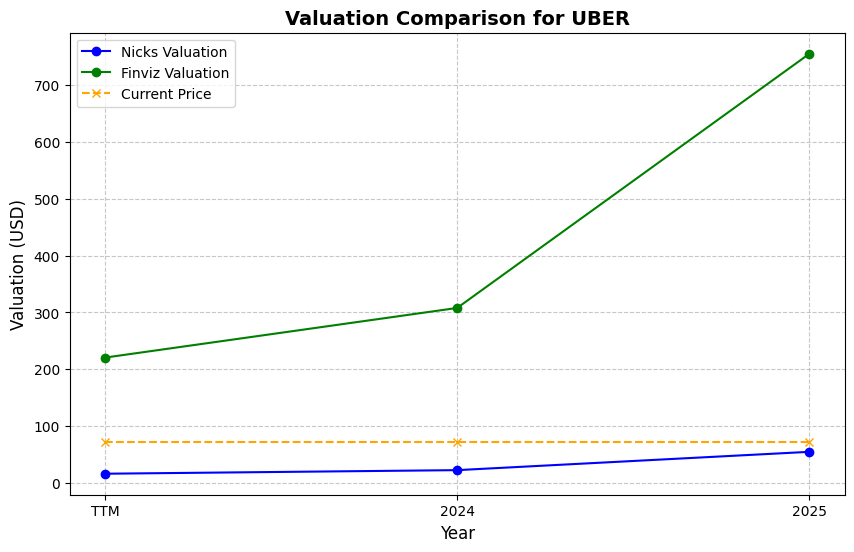 Valuation Comparison for UBER
Nicks Valuation
Finviz Valuation
Current Price
Valuation (USD)
700
600
500
400
300
200
100
0
TTM 2024 2025
Year